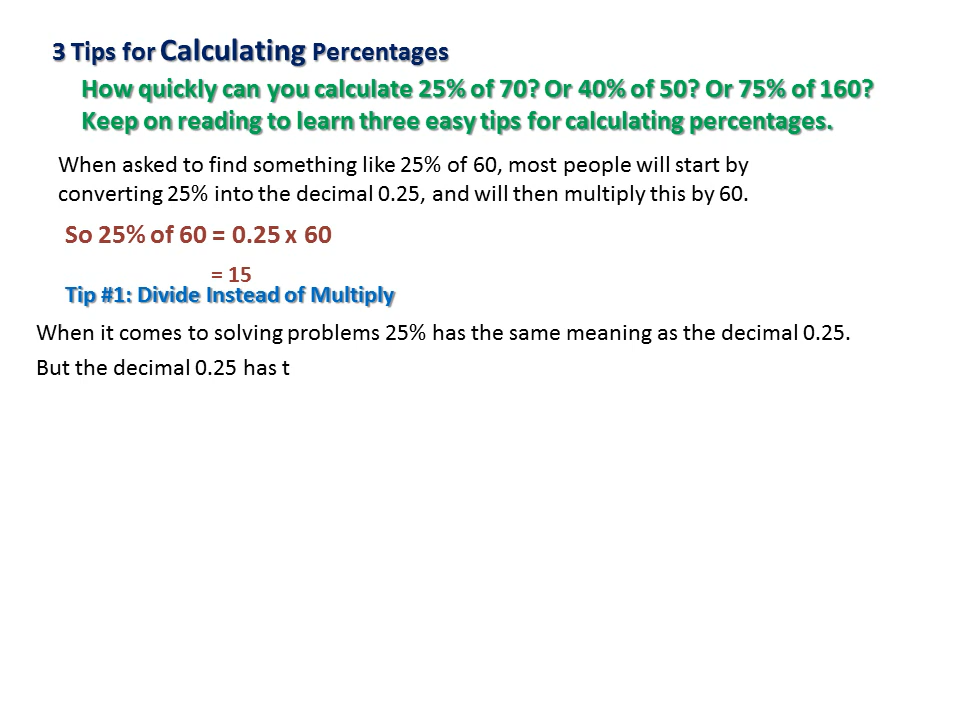 3 Tips for Calculating Percentages
How quickly can you calculate 25% of 70? Or 40% of 50? Or 75% of 160?
Keep on reading to learn three easy tips for calculating percentages.
When asked to find something like 25% of 60, most people will start by
converting 25% into the decimal 0.25, and will then multiply this by 60.
So 25% of 60 = 0.25 x 60
= 15
Tip #1: Divide Instead of Multiply
When it comes to solving problems 25% has the same meaning as the decimal 0.25.
But the decimal 0.25 has t